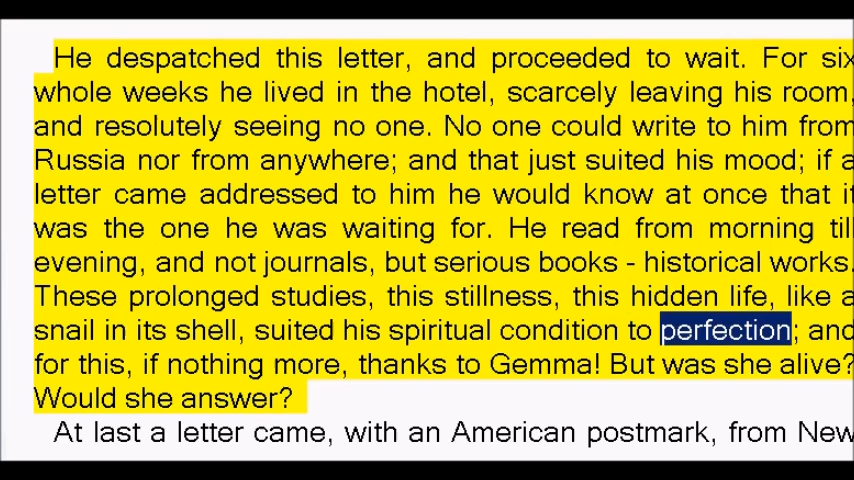 He despatched this letter, and proceeded to wait. For six
whole weeks he lived in the hotel, scarcely leaving his room,
and resolutely seeing no one. No one could write to him from
Russia nor from anywhere; and that just suited his mood; if a
letter came addressed to him he would know at once that it
was the one he was waiting for. He read from morning till
evening, and not journals, but serious books - historical works.
These prolonged studies, this stillness, this hidden life, like a
snail in its shell, suited his spiritual condition to perfection; and
for this, if nothing more, thanks to Gemma! But was she alive?
Would she answer?
At last a letter came, with an American postmark, from New